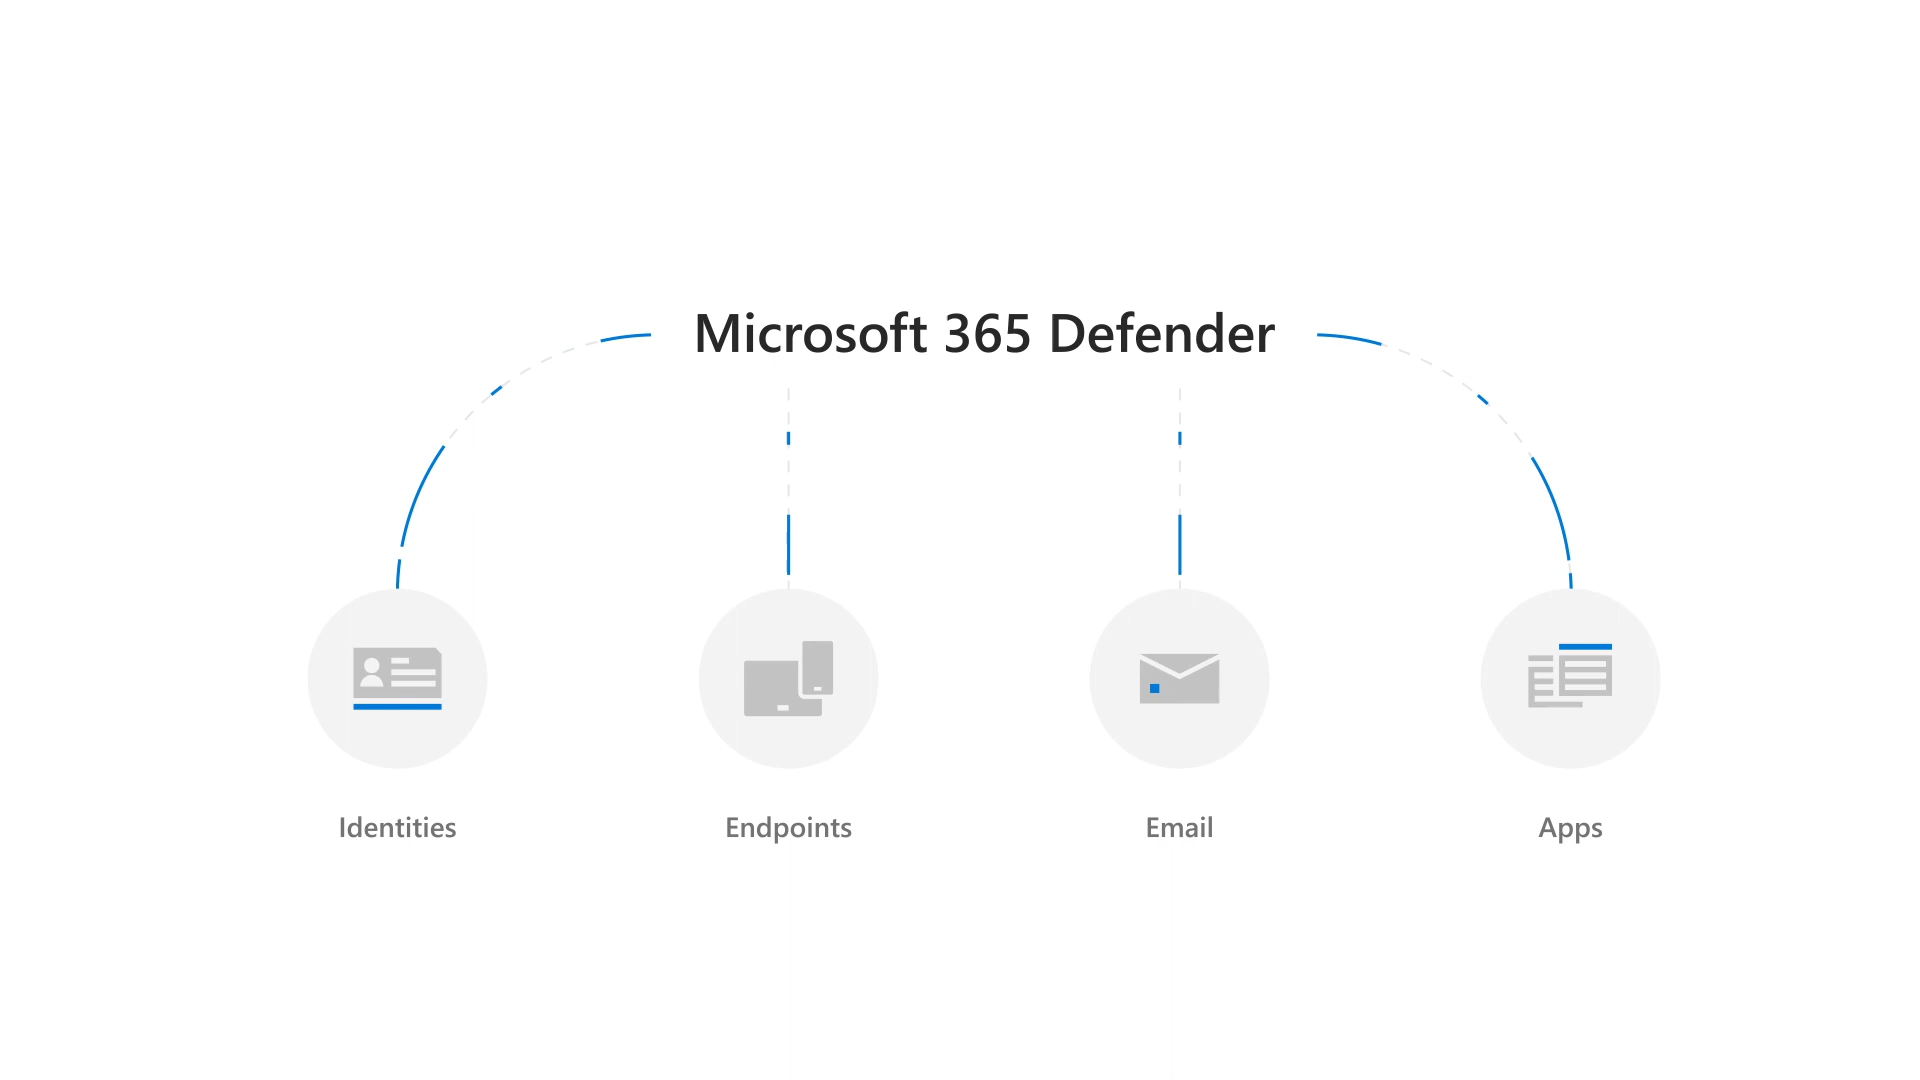 Microsoft 365 Defender
Identities
Endpoints
Email
Apps